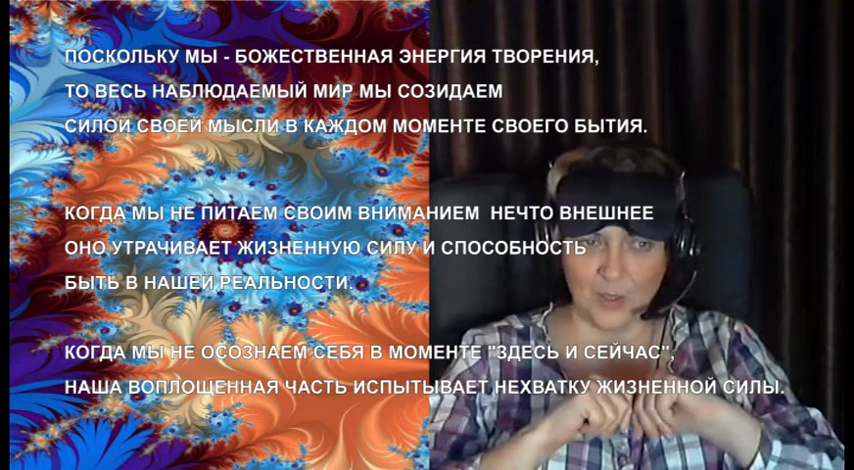 ПОСКОЛЬКУ МЫ - БОЖЕСТВЕННАЯ ЭНЕРГИЯ ТВОРЕНИЯ,
ТО ВЕСЬ НАБЛЮДАЕМЫЙ МИР МЫ СОЗИДАЕМ
СИЛОЙ СВОЕЙ МЫСЛИ В КАЖДОМ МОМЕНТЕ СВОЕГО БЫТИЯ.
КОГДА МЫ НЕ ПИТАЕМ СВОИМ ВНИМАНИЕМ НЕЧТО ВНЕШНЕЕ
ОНО УТРАЧИВАЕТ ЖИЗНЕННУЮ СИЛУ И СПОСОБНОСТЬ
БЫТЬ В НАШЕЙ РЕАЛЬНОСТИ.
КОГДА МЫ НЕ ОСОЗНАЕМ СЕБЯ В МОМЕНТЕ "ЗДЕСЬ И СЕЙЧАС",
НАША ВОПЛОЩЕННАЯ ЧАСТЬ ИСПЫТЫВАЕТ НЕХВАТКУ ЖИЗНЕННОЙ СИЛЫ.